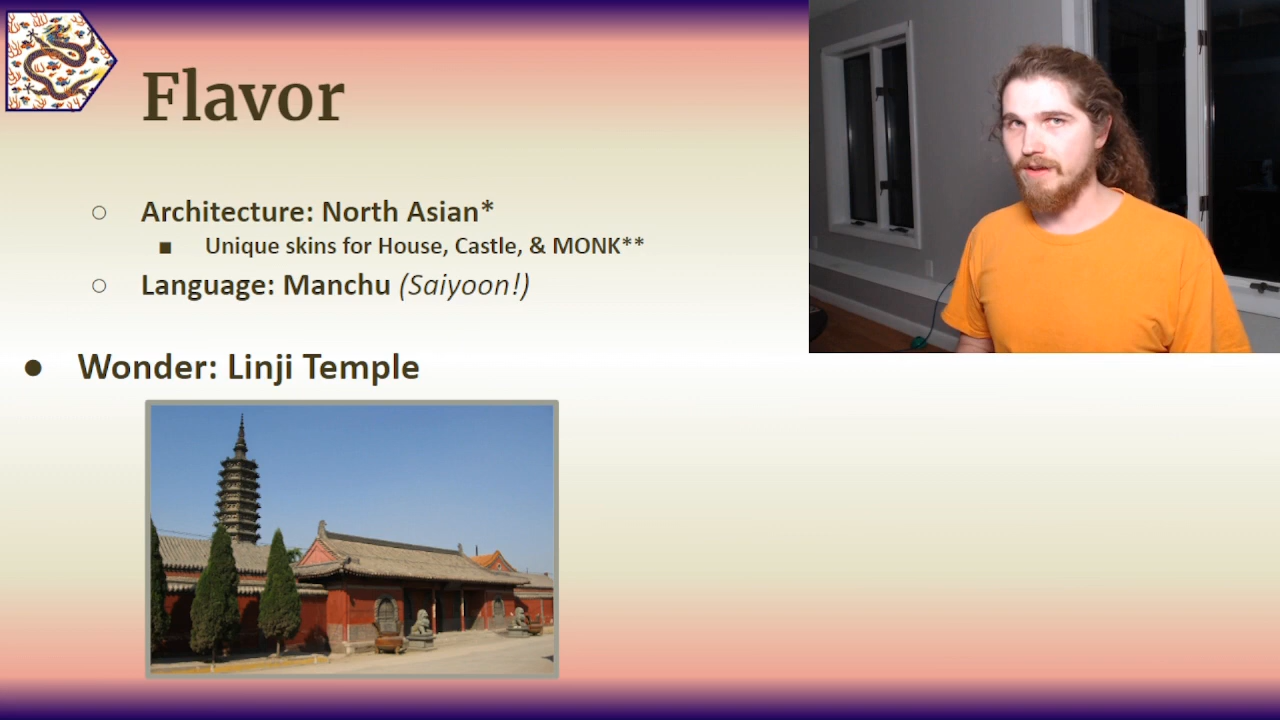 Flavor
○ Architecture: North Asian*
■ Unique skins for House, Castle, & MONK**
○ Language: Manchu (Saiyoon!)
● Wonder: Linji Temple